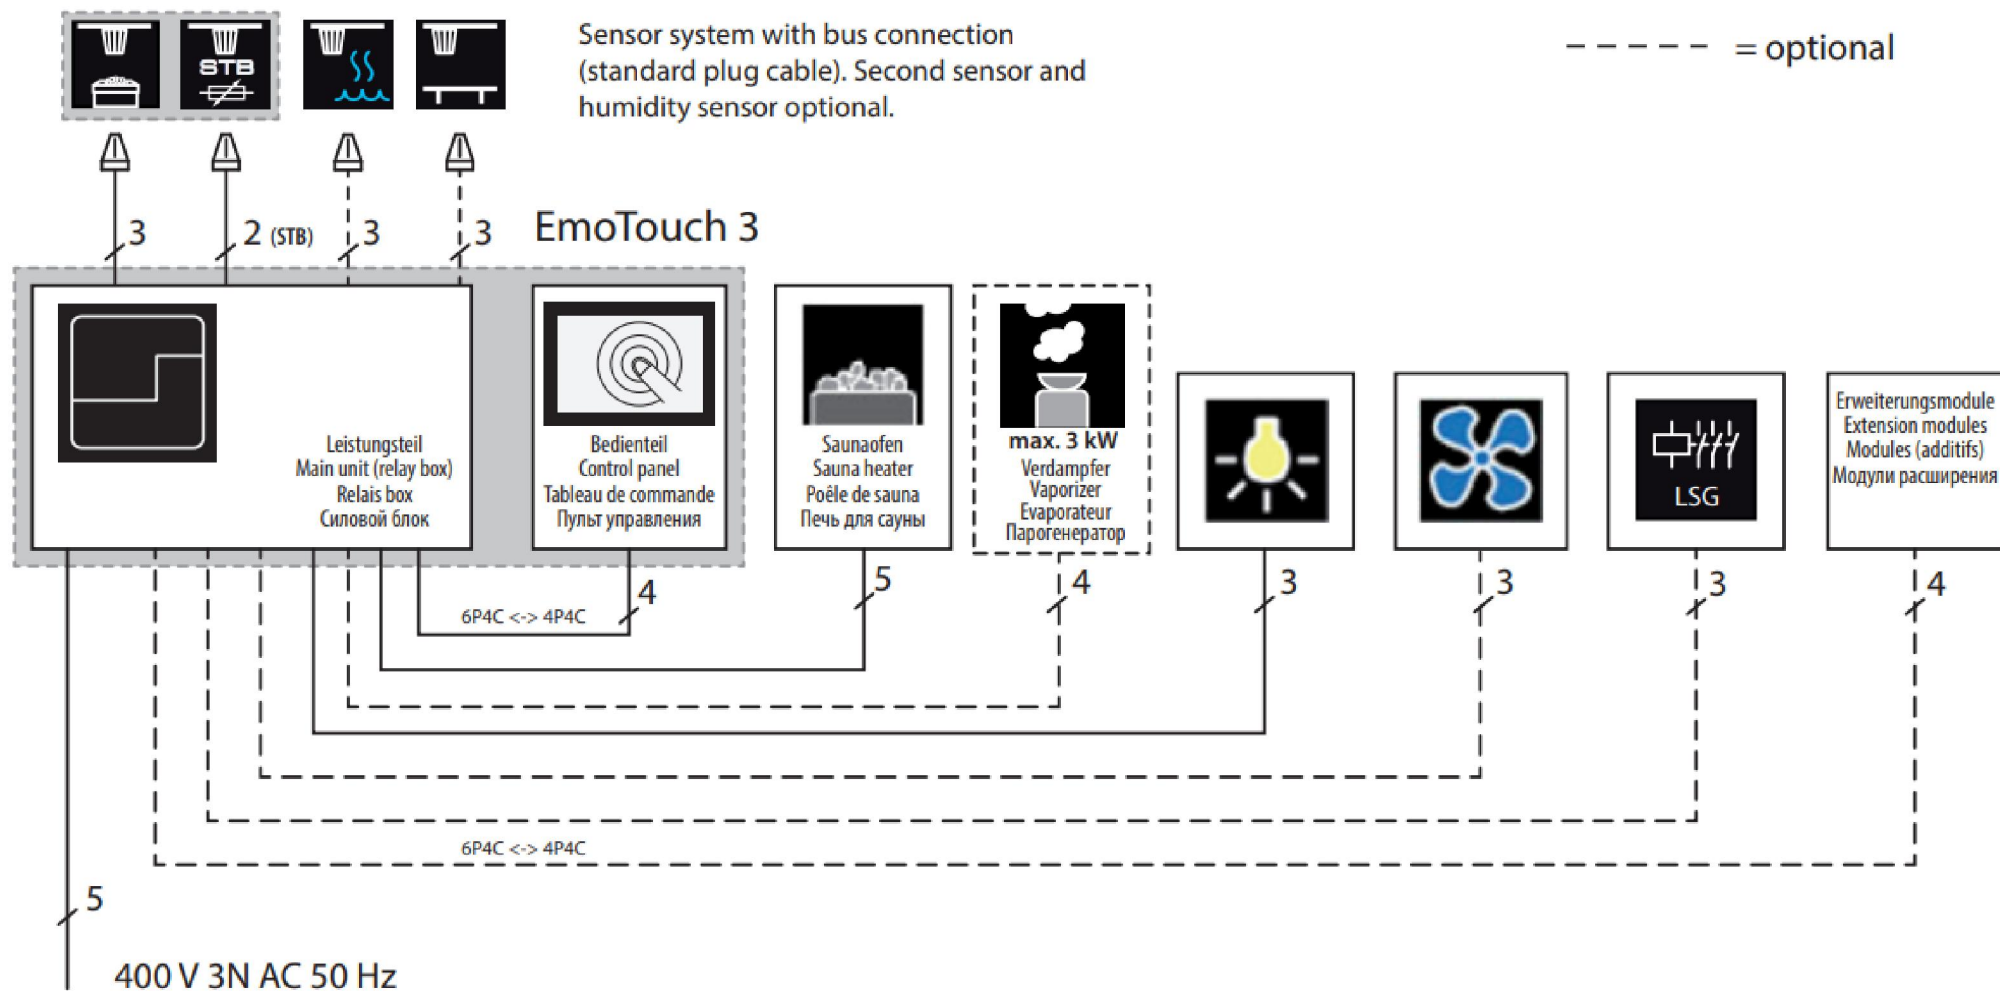 STB
Sensor system with bus connection
(standard plug cable). Second sensor and
humidity sensor optional.
= optional
3
2 (STB)
3
3
EmoTouch 3
Leistungsteil
Main unit (relay box)
Relais box
Силовой блок
Bedienteil
Control panel
Tableau de commande
Пульт управления
Saunaofen
Sauna heater
Poêle de sauna
Печь для сауны
max. 3 kW
Verdampfer
Vaporizer
Evaporateur
Парогенератор
LSG
Erweiterungsmodule
Extension modules
Modules (additifs)
Модули расширения
4
5
4
3
3
3
4
6P4C <-> 4P4C
6P4C <-> 4P4C
5
400 V 3N AC 50 Hz